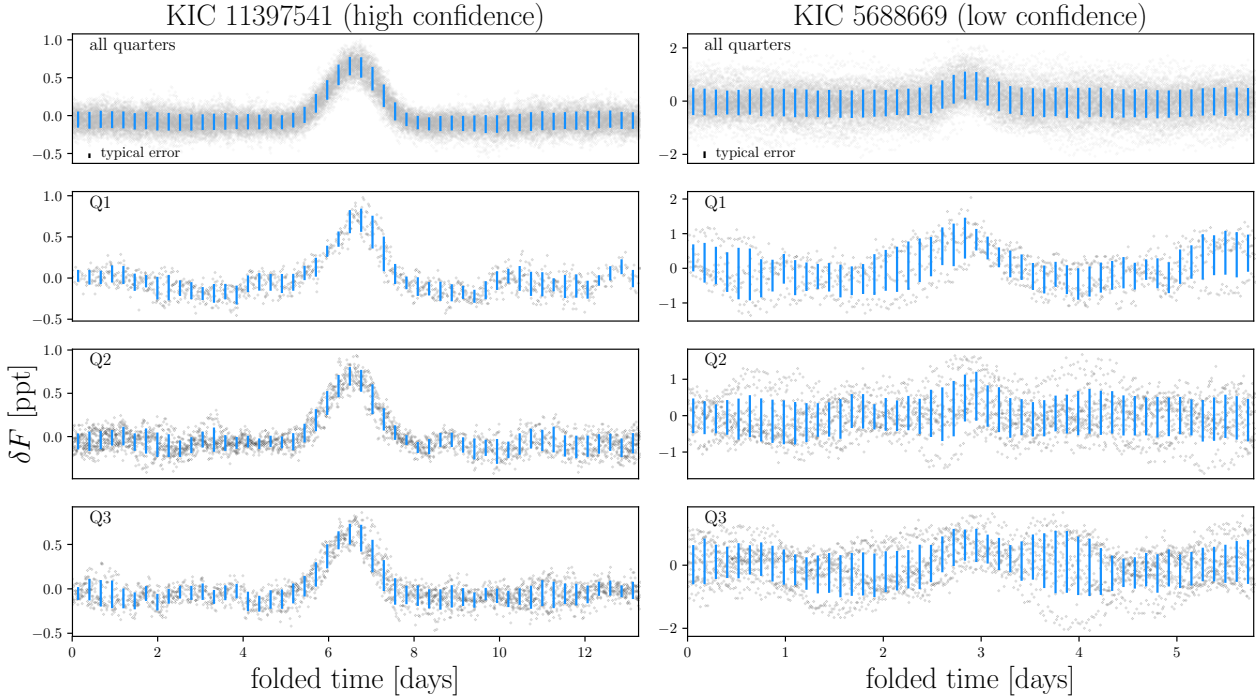 KIC 11397541 (high confidence)
all quarters
1.0
0.5
0.0
−0.5
typical error
Q1
1.0
0.5
0.0
−0.5
Q2
1.0
0.5
0.0
Q3
0.5
0.0
−0.5
0 2 4 6 8 10 12
folded time [days]
δF [ppt]
KIC 5688669 (low confidence)
all quarters
2
0
−2
typical error
Q1
2
1
0
−1
Q2
1
0
−1
Q3
0
−2
0 1 2 3 4 5
folded time [days]